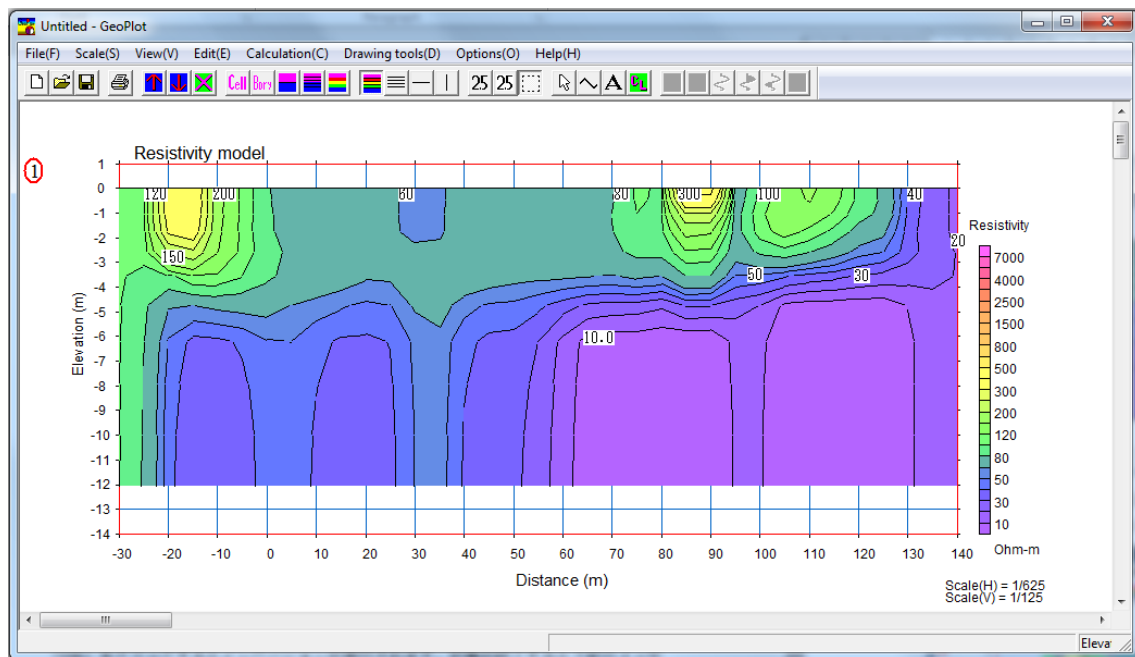 Untitled - GeoPlot
File(F) Scale(S) View(V) Edit(E) Calculation(C) Drawing tools(D) Options(O) Help(H)
Cell Bory 25 25 A
1
Resistivity model
1
0
-1
-2
-3
-4
-5
-6
-7
-8
-9
-10
-11
-12
-13
-14
Elevation (m)
120 200 60 80 300 100 40
150 50 30 20
10.0
-30 -20 -10 0 10 20 30 40 50 60 70 80 90 100 110 120 130 140
Distance (m)
Resistivity
7000
4000
2500
1500
800
500
300
200
120
80
50
30
10
Ohm-m
Scale(H) = 1/625
Scale(V) = 1/125
Eleva